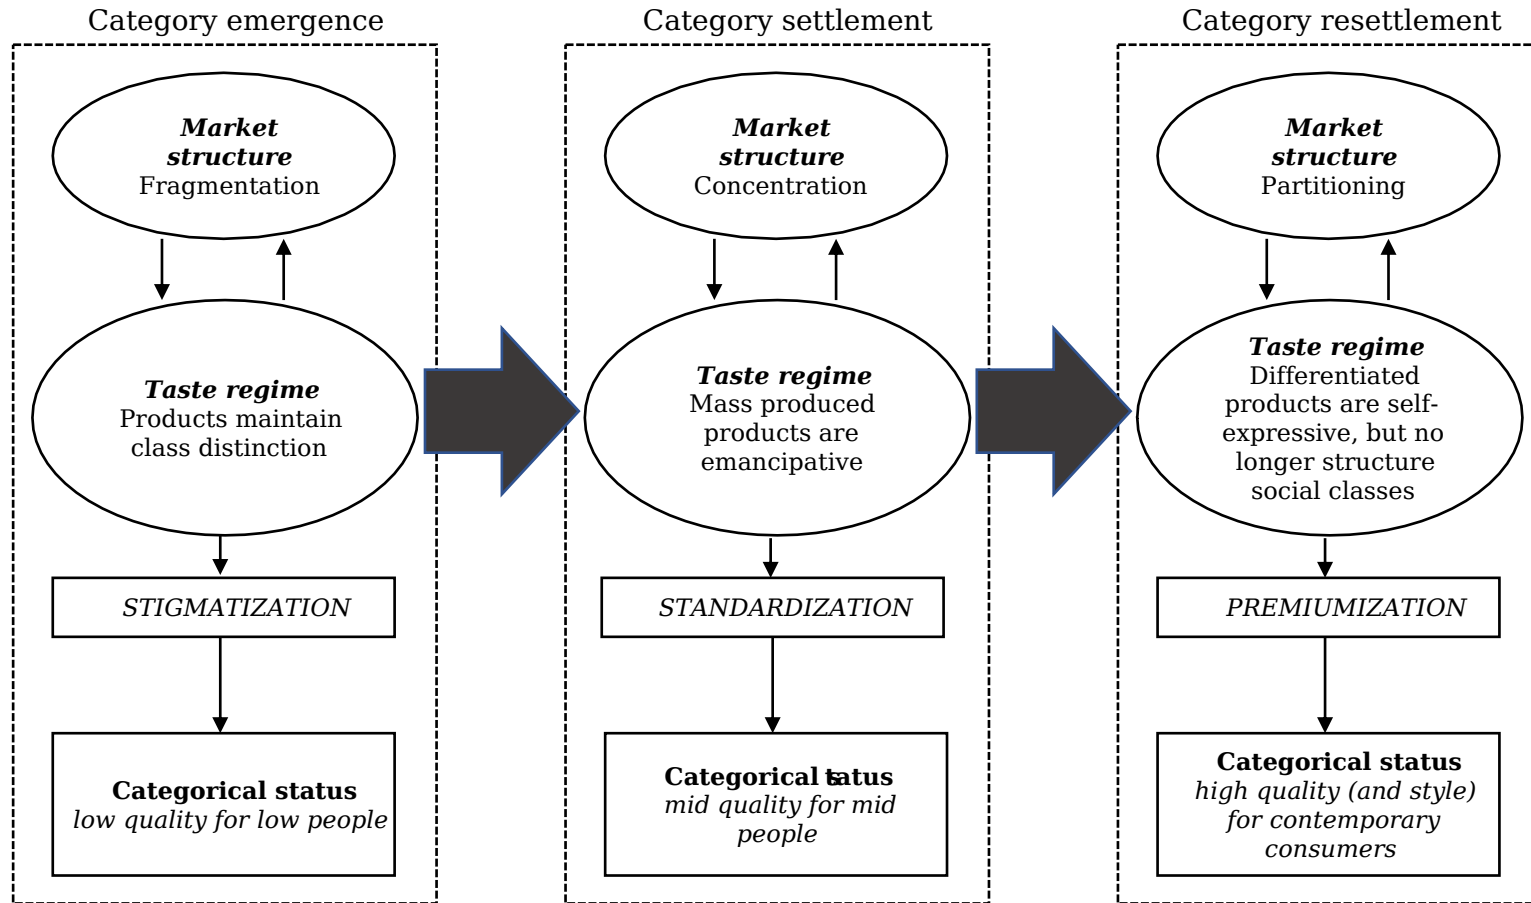 Category emergence
Market
structure
Fragmentation
Taste regime
Products maintain
class distinction
STIGMATIZATION
Categorical status
low quality for low people
Category settlement
Market
structure
Concentration
Taste regime
Mass produced
products are
emancipative
STANDARDIZATION
Categorical status
mid quality for mid
people
Category resettlement
Market
structure
Partitioning
Taste regime
Differentiated
products are self-
expressive, but no
longer structure
social classes
PREMIUMIZATION
Categorical status
high quality (and style)
for contemporary
consumers